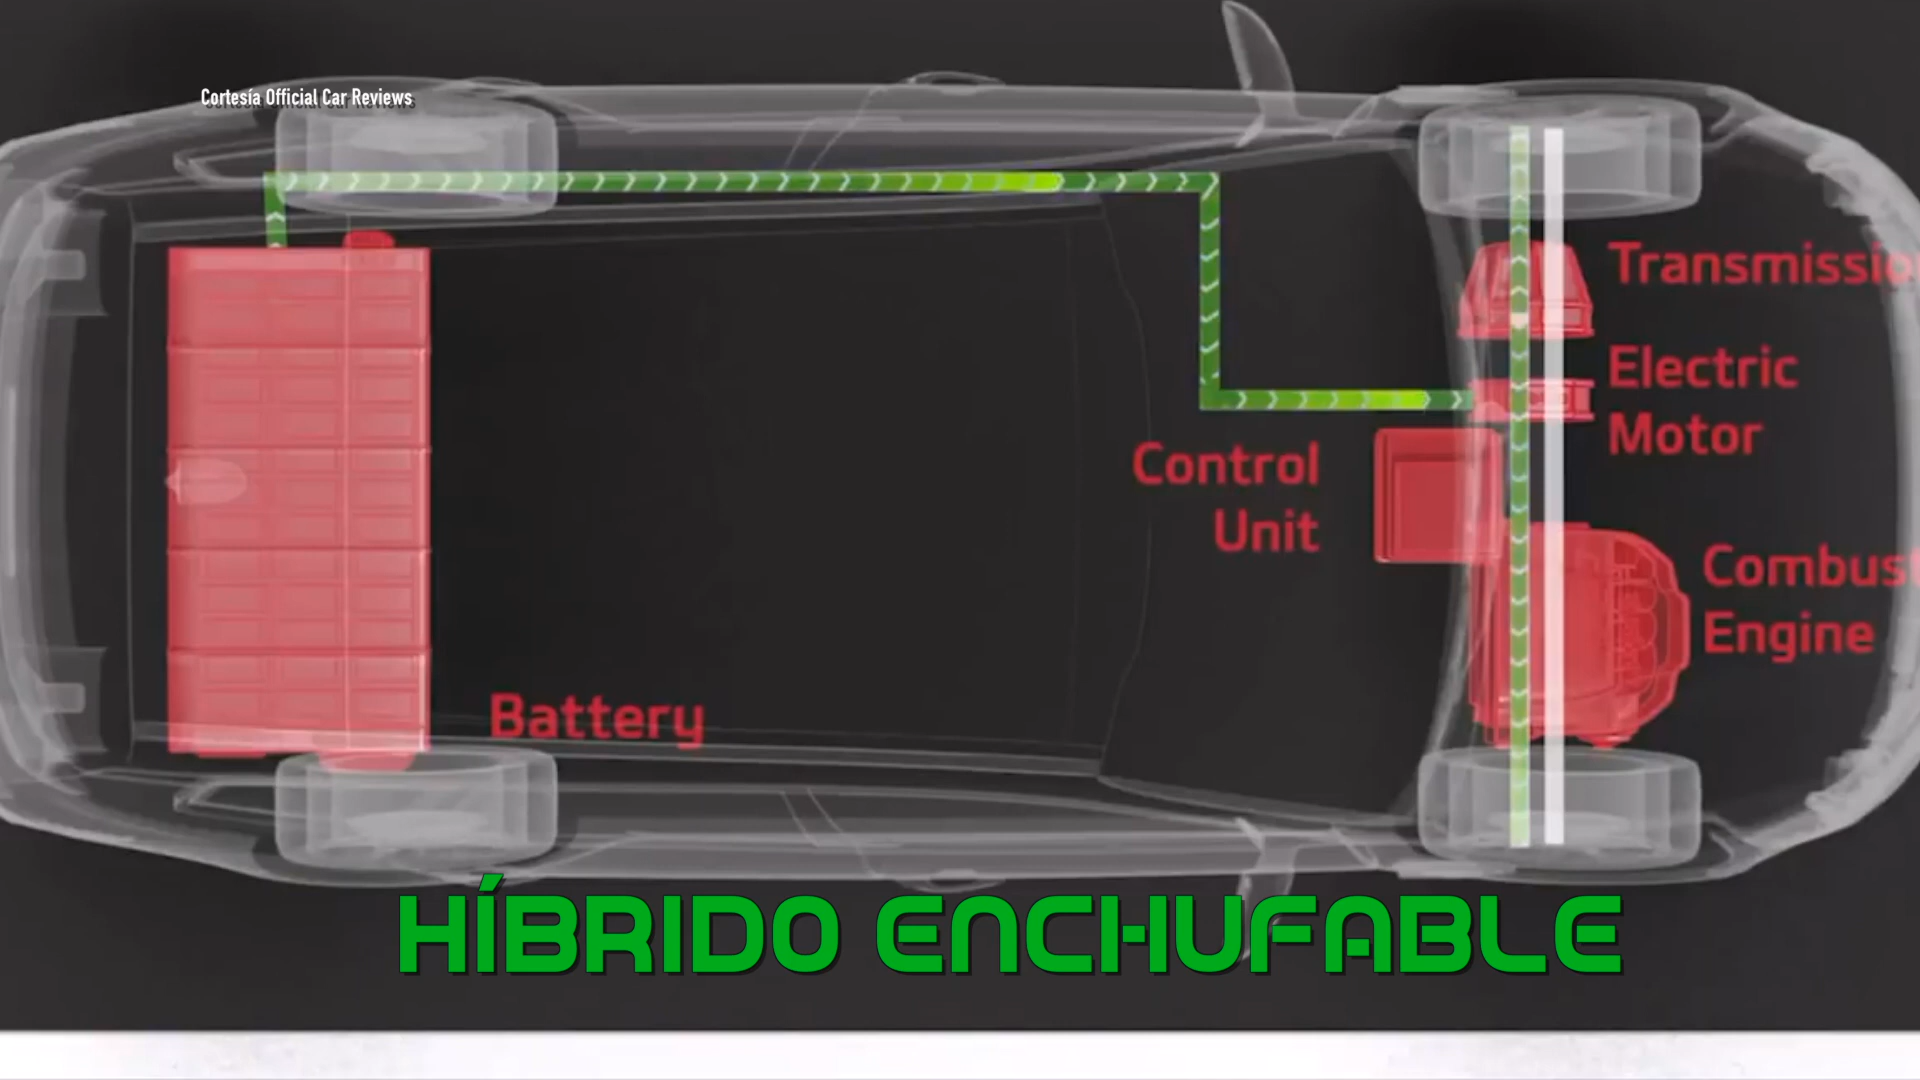 Cortesía Official Car Reviews
Transmissio
Electric
Motor
Control
Unit
Combust
Engine
Battery
HÍBRIDO ENCHUFABLE